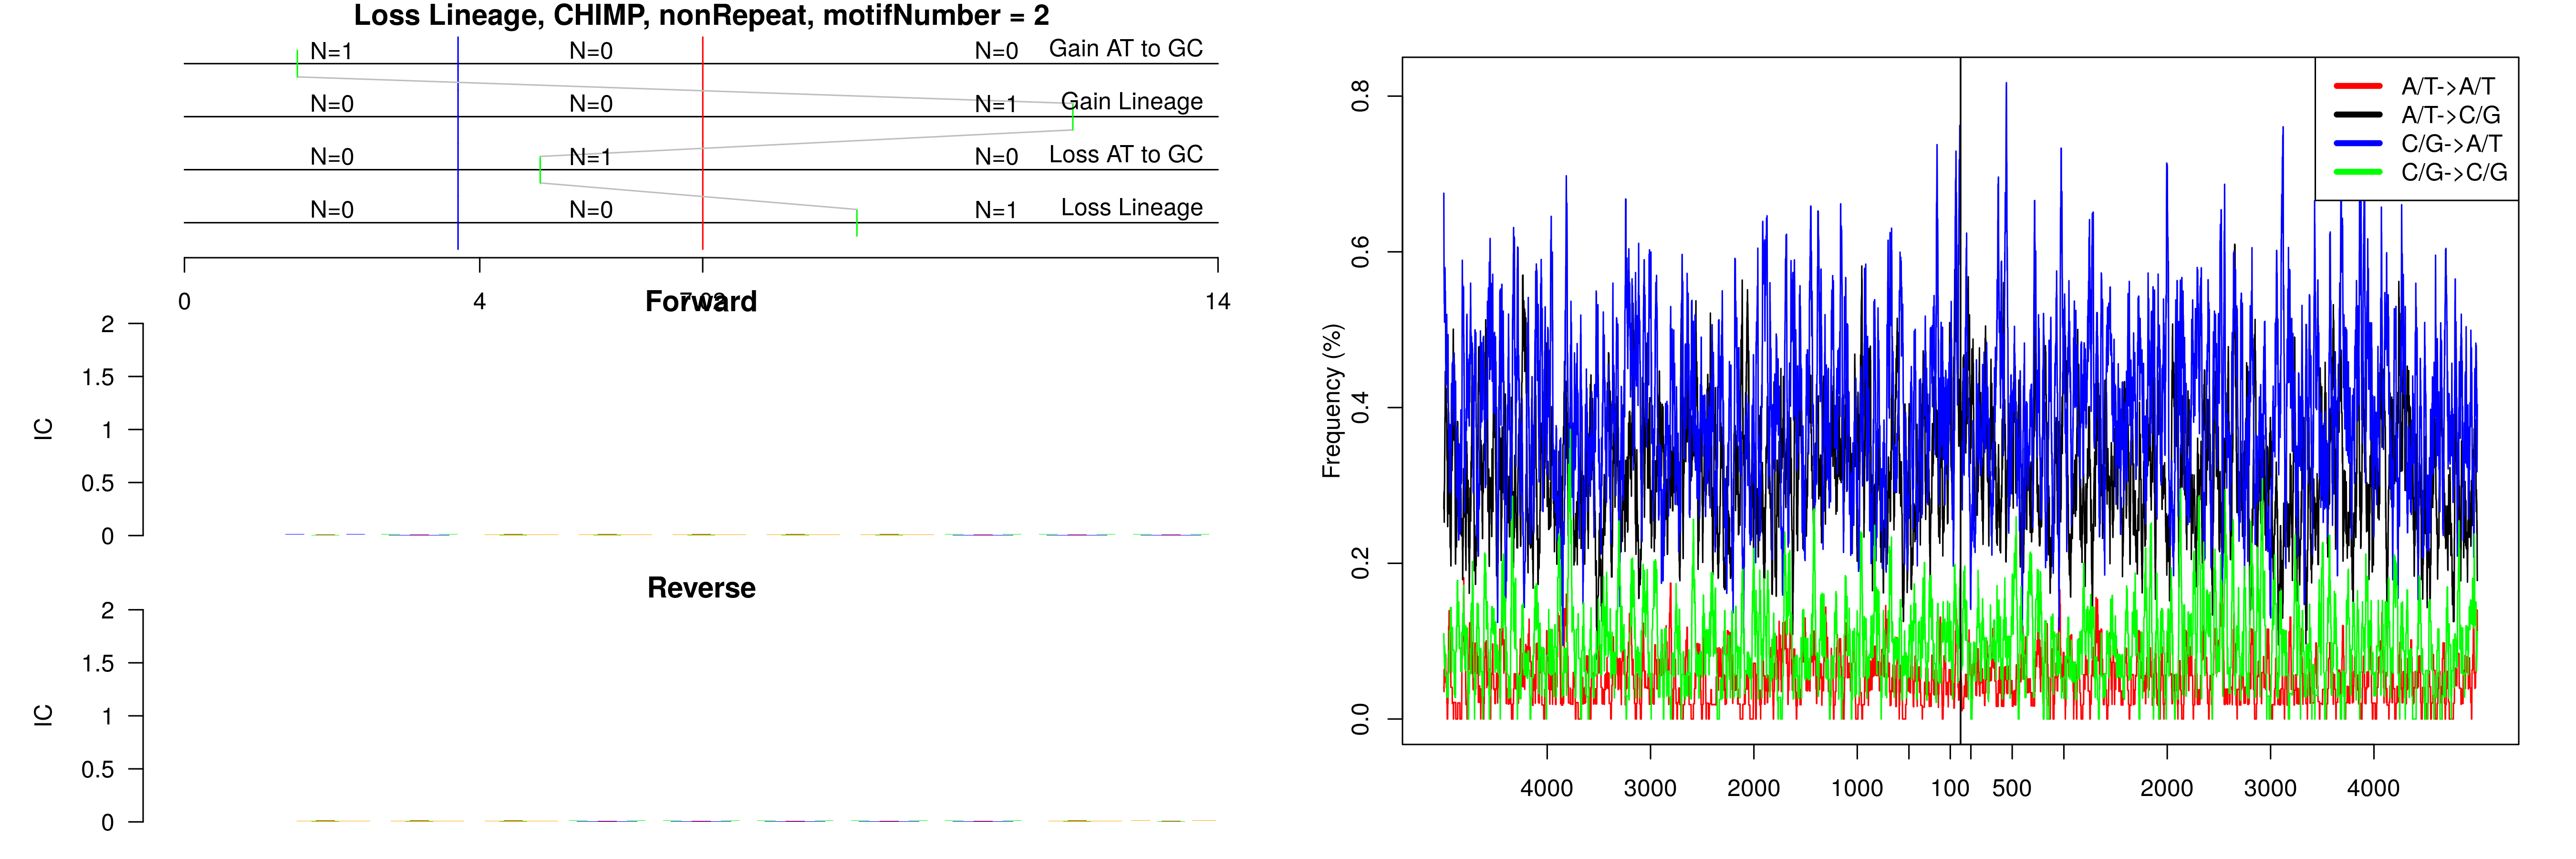 Loss Lineage, CHIMP, nonRepeat, motifNumber = 2
N=1 N=0 N=0 Gain AT to GC
N=0 N=0 N=1 Gain Lineage
N=0 N=1 N=0 Loss AT to GC
N=0 N=0 N=1 Loss Lineage
0 4 14
Forward
2
1.5
1
0.5
0
IC
Reverse
2
1.5
1
0.5
0
IC
0.8
0.6
0.4
0.2
0.0
Frequency (%)
A/T->A/T
A/T->C/G
C/G->A/T
C/G->C/G
4000 3000 2000 1000 100 500 2000 3000 4000